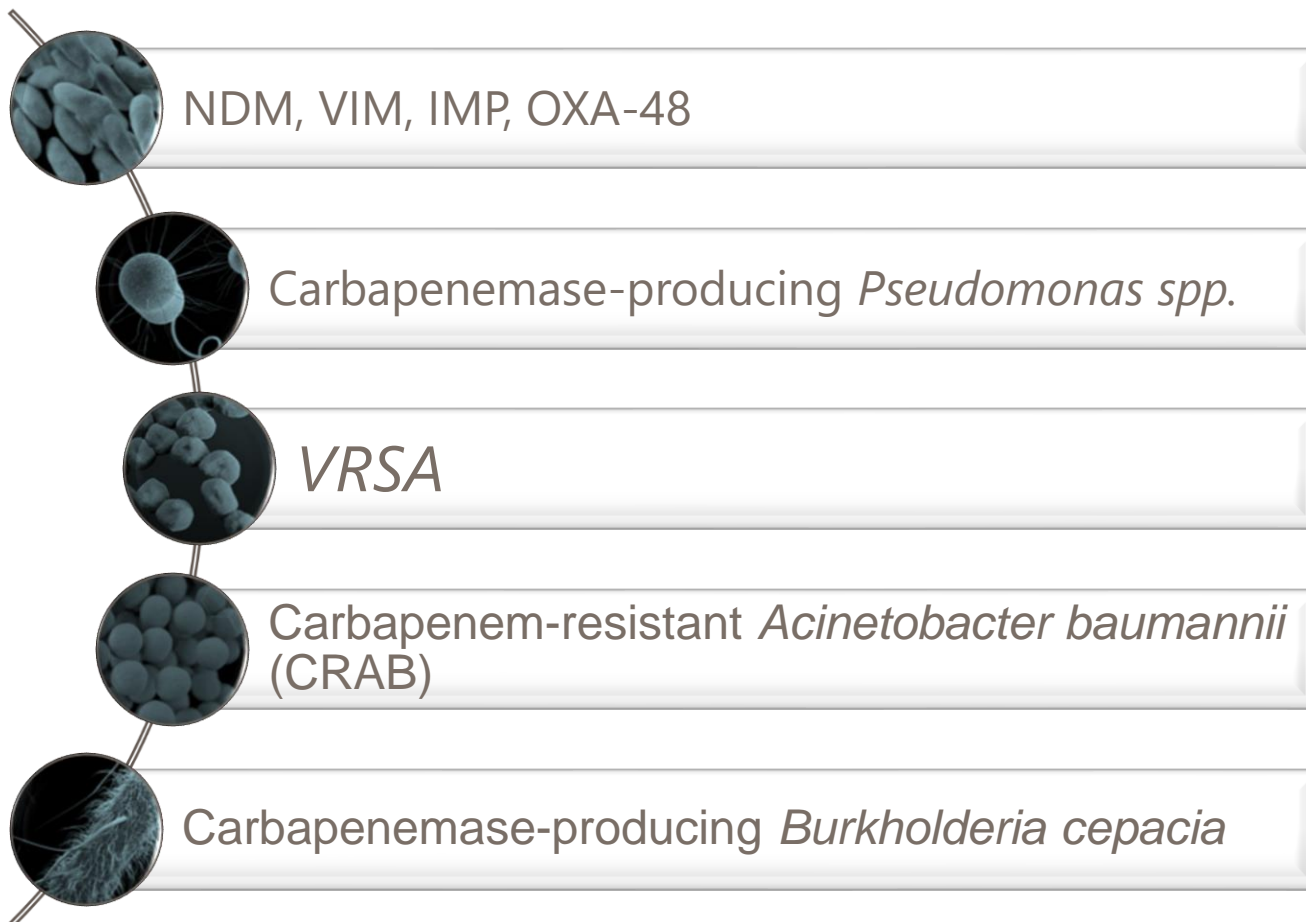 NDM, VIM, IMP, OXA-48
Carbapenemase-producing Pseudomonas spp.
VRSA
Carbapenem-resistant Acinetobacter baumannii
(CRAB)
Carbapenemase-producing Burkholderia cepacia